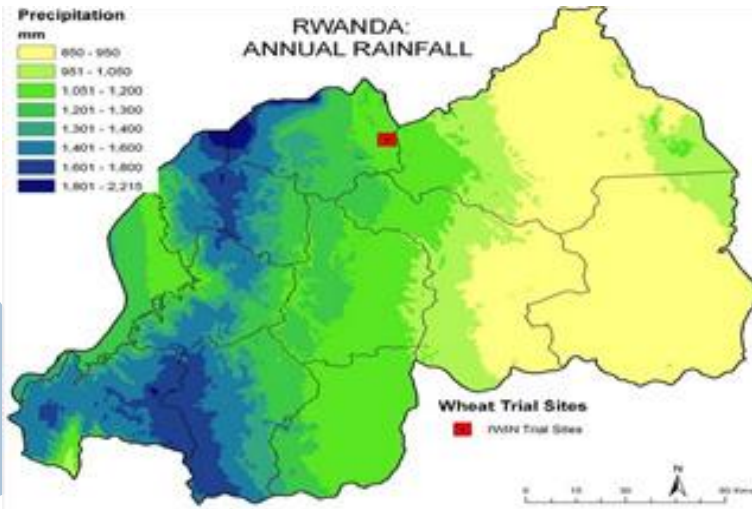 Precipitation
mm
850 - 950
951 - 1,050
1.051 - 1,200
1.201 - 1,300
1.301 - 1,400
1.401 - 1,600
1.601 - 1,800
1.801 - 2,215
RWANDA:
ANNUAL RAINFALL
Wheat Trial Sites
IWIN Trial Sites
N
0 10 20 30